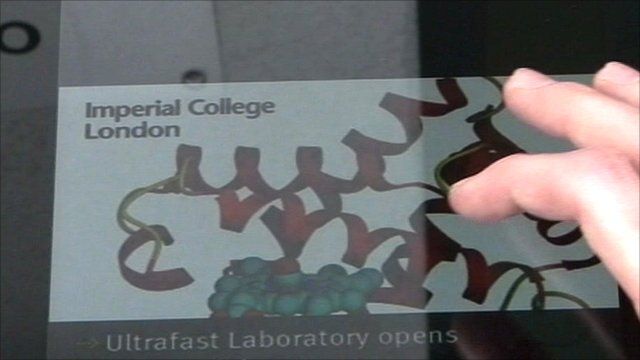 o
Imperial College
London
→ Ultrafast Laboratory opens